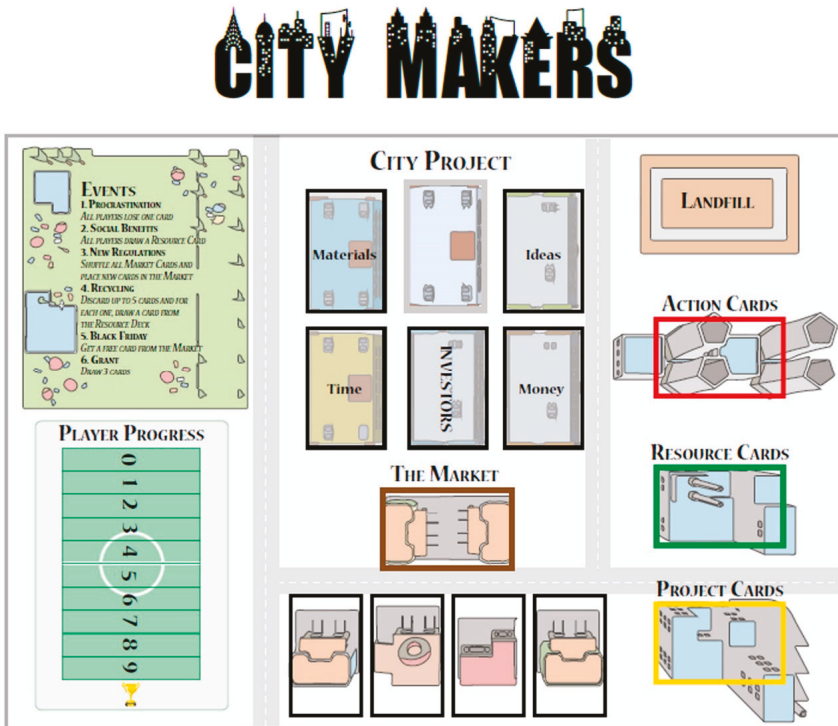 CITY MAKERS
EVENTS
1. PROCRASTINATION
ALL PLAYERS LOSE ONE CARD
2. SOCIAL BENEFITS
ALL PLAYERS DRAW A RESOURCE CARD
3. NEW REGULATIONS
SHUFFLE ALL MARKET CARDS AND
PLACE NEW CARDS IN THE MARKET
4. RECYCLING
DISCARD UP TO 5 CARDS AND FOR
EACH ONE, DRAW A CARD FROM
THE RESOURCE DECK
5. BLACK FRIDAY
GET A FREE CARD FROM THE MARKET
6. GRANT
DRAW 3 CARDS
PLAYER PROGRESS
0
1
2
3
4
5
6
7
8
9
CITY PROJECT
Materials
Ideas
Time
INVESTORS
Money
THE MARKET
LANDFILL
ACTION CARDS
RESOURCE CARDS
PROJECT CARDS